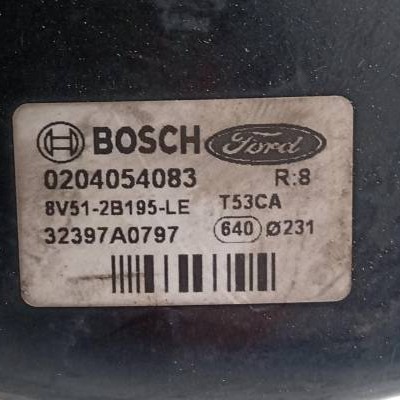 BOSCH Ford
0204054083 R:8
8V51-2B195-LE T53CA
32397A0797 640 Ø231